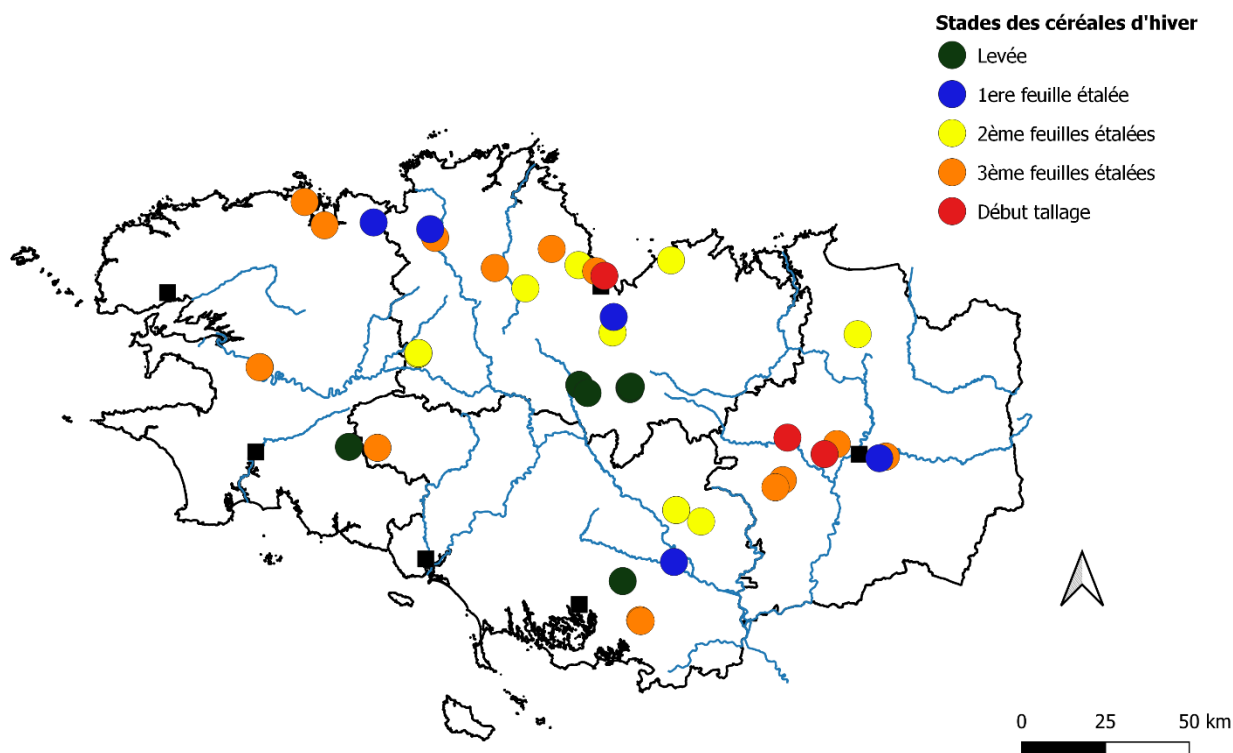 Stades des céréales d'hiver
Levée
1ere feuille étalée
2ème feuilles étalées
3ème feuilles étalées
Début tallage
0 25 50 km